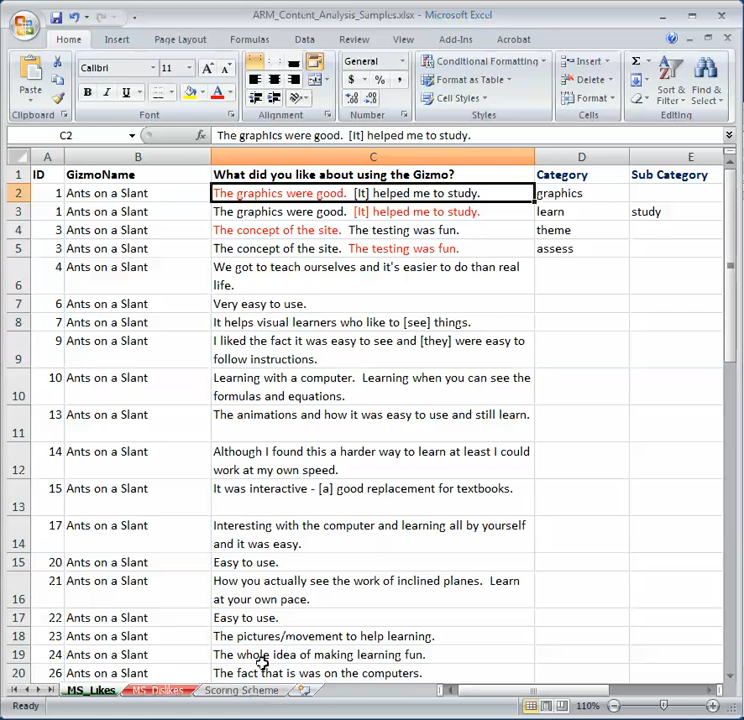 ARM_Content_Analysis_Samples.xlsx - Microsoft Excel
Home Insert Page Layout Formulas Data Review View Add-Ins Acrobat
Calibri 11 General Conditional Formatting Insert Σ
Paste Format as Table Delete Sort & Find &
B I U $ % , Cell Styles Format Filter Select
Clipboard Font Alignment Number Styles Cells Editing
C2 fx The graphics were good. [It] helped me to study.
A B C D E
1 ID GizmoName What did you like about using the Gizmo? Category Sub Category
2 1 Ants on a Slant The graphics were good. [It] helped me to study. graphics
3 1 Ants on a Slant The graphics were good. [It] helped me to study. learn study
4 3 Ants on a Slant The concept of the site. The testing was fun. theme
5 3 Ants on a Slant The concept of the site. The testing was fun. assess
4 Ants on a Slant We got to teach ourselves and it's easier to do than real
6 life.
7 6 Ants on a Slant Very easy to use.
8 7 Ants on a Slant It helps visual learners who like to [see] things.
9 Ants on a Slant I liked the fact it was easy to see and [they] were easy to
9 follow instructions.
10 Ants on a Slant Learning with a computer. Learning when you can see the
10 formulas and equations.
13 Ants on a Slant The animations and how it was easy to use and still learn.
11
14 Ants on a Slant Although I found this a harder way to learn at least I could
12 work at my own speed.
15 Ants on a Slant It was interactive - [a] good replacement for textbooks.
13
17 Ants on a Slant Interesting with the computer and learning all by yourself
14 and it was easy.
15 20 Ants on a Slant Easy to use.
21 Ants on a Slant How you actually see the work of inclined planes. Learn
16 at your own pace.
17 22 Ants on a Slant Easy to use.
18 23 Ants on a Slant The pictures/movement to help learning.
19 24 Ants on a Slant The whole idea of making learning fun.
20 26 Ants on a Slant The fact that is was on the computers.
MS_Likes MS_Dislikes Scoring Scheme
Ready 110%